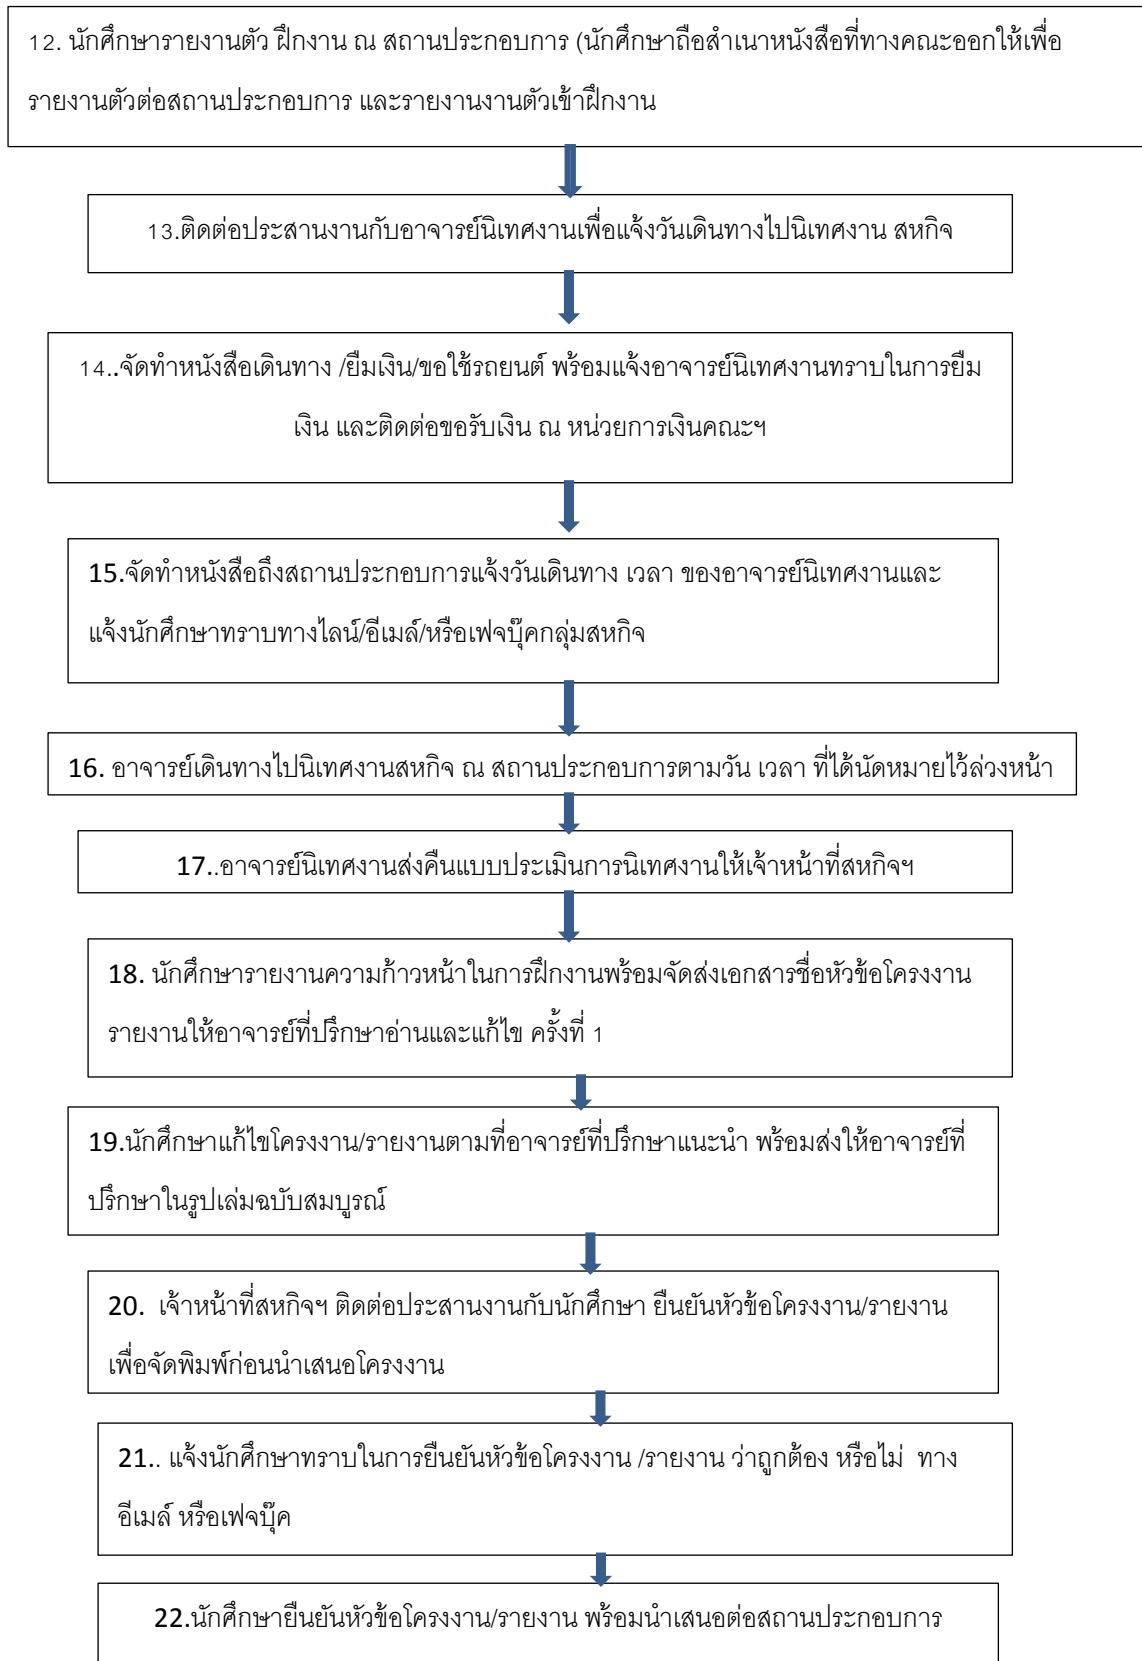 12. นักศึกษารายงานตัว ฝึกงาน ณ สถานประกอบการ (นักศึกษาถือสำเนาหนังสือที่ทางคณะออกให้เพื่อ
รายงานตัวต่อสถานประกอบการ และรายงานงานตัวเข้าฝึกงาน
13.ติดต่อประสานงานกับอาจารย์นิเทศงานเพื่อแจ้งวันเดินทางไปนิเทศงาน สหกิจ
14..จัดทำหนังสือเดินทาง /ยืมเงิน/ขอใช้รถยนต์ พร้อมแจ้งอาจารย์นิเทศงานทราบในการยืม
เงิน และติดต่อขอรับเงิน ณ หน่วยการเงินคณะฯ
15.จัดทำหนังสือถึงสถานประกอบการแจ้งวันเดินทาง เวลา ของอาจารย์นิเทศงานและ
แจ้งนักศึกษาทราบทางไลน์/อีเมล์/หรือเฟจบุ๊คกลุ่มสหกิจ
16. อาจารย์เดินทางไปนิเทศงานสหกิจ ณ สถานประกอบการตามวัน เวลา ที่ได้นัดหมายไว้ล่วงหน้า
17..อาจารย์นิเทศงานส่งคืนแบบประเมินการนิเทศงานให้เจ้าหน้าที่สหกิจฯ
18. นักศึกษารายงานความก้าวหน้าในการฝึกงานพร้อมจัดส่งเอกสารชื่อหัวข้อโครงงาน
รายงานให้อาจารย์ที่ปรึกษาอ่านและแก้ไข ครั้งที่ 1
19.นักศึกษาแก้ไขโครงงาน/รายงานตามที่อาจารย์ที่ปรึกษาแนะนำ พร้อมส่งให้อาจารย์ที่
ปรึกษาในรูปเล่มฉบับสมบูรณ์
20. เจ้าหน้าที่สหกิจฯ ติดต่อประสานงานกับนักศึกษา ยืนยันหัวข้อโครงงาน/รายงาน
เพื่อจัดพิมพ์ก่อนนำเสนอโครงงาน
21.. แจ้งนักศึกษาทราบในการยืนยันหัวข้อโครงงาน /รายงาน ว่าถูกต้อง หรือไม่ ทาง
อีเมล์ หรือเฟจบุ๊ค
22.นักศึกษายืนยันหัวข้อโครงงาน/รายงาน พร้อมนำเสนอต่อสถานประกอบการ